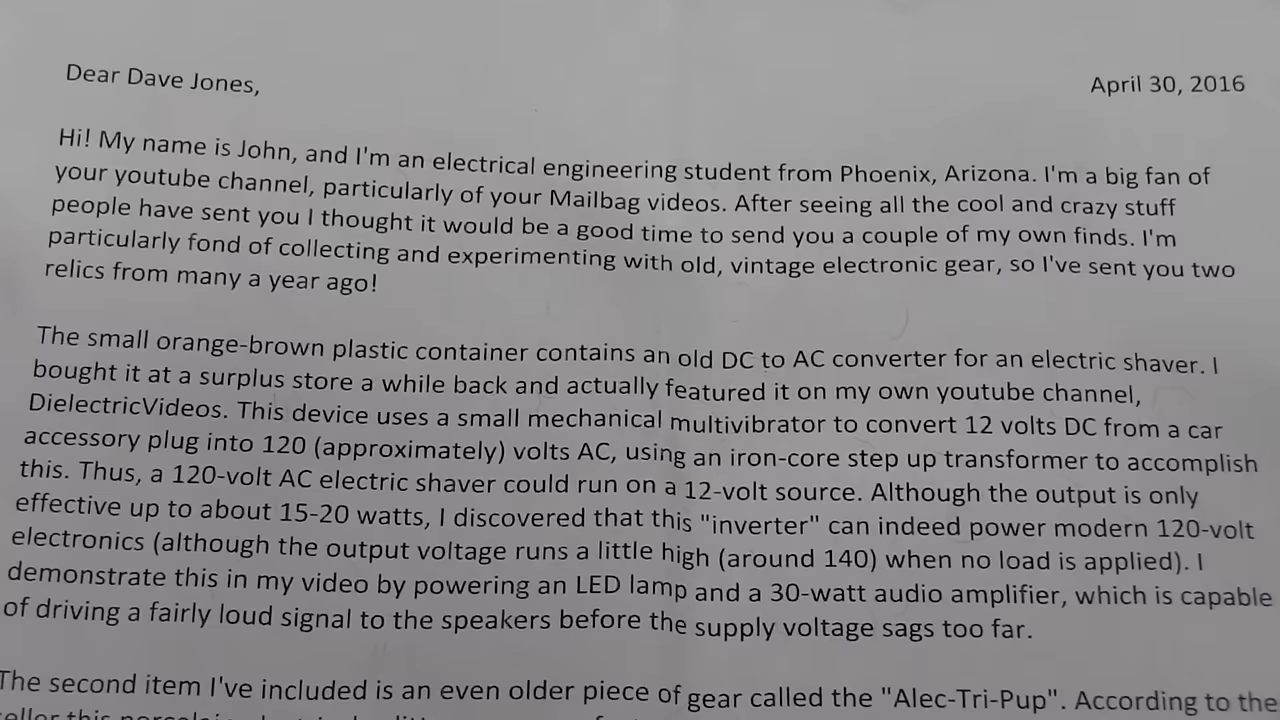 Dear Dave Jones,
April 30, 2016
Hi! My name is John, and I'm an electrical engineering student from Phoenix, Arizona. I'm a big fan of
your youtube channel, particularly of your Mailbag videos. After seeing all the cool and crazy stuff
people have sent you I thought it would be a good time to send you a couple of my own finds. I'm
particularly fond of collecting and experimenting with old, vintage electronic gear, so I've sent you two
relics from many a year ago!
The small orange-brown plastic container contains an old DC to AC converter for an electric shaver. I
bought it at a surplus store a while back and actually featured it on my own youtube channel,
DielectricVideos. This device uses a small mechanical multivibrator to convert 12 volts DC from a car
accessory plug into 120 (approximately) volts AC, using an iron-core step up transformer to accomplish
this. Thus, a 120-volt AC electric shaver could run on a 12-volt source. Although the output is only
effective up to about 15-20 watts, I discovered that this "inverter" can indeed power modern 120-volt
electronics (although the output voltage runs a little high (around 140) when no load is applied). I
demonstrate this in my video by powering an LED lamp and a 30-watt audio amplifier, which is capable
of driving a fairly loud signal to the speakers before the supply voltage sags too far.
The second item I've included is an even older piece of gear called the "Alec-Tri-Pup". According to the